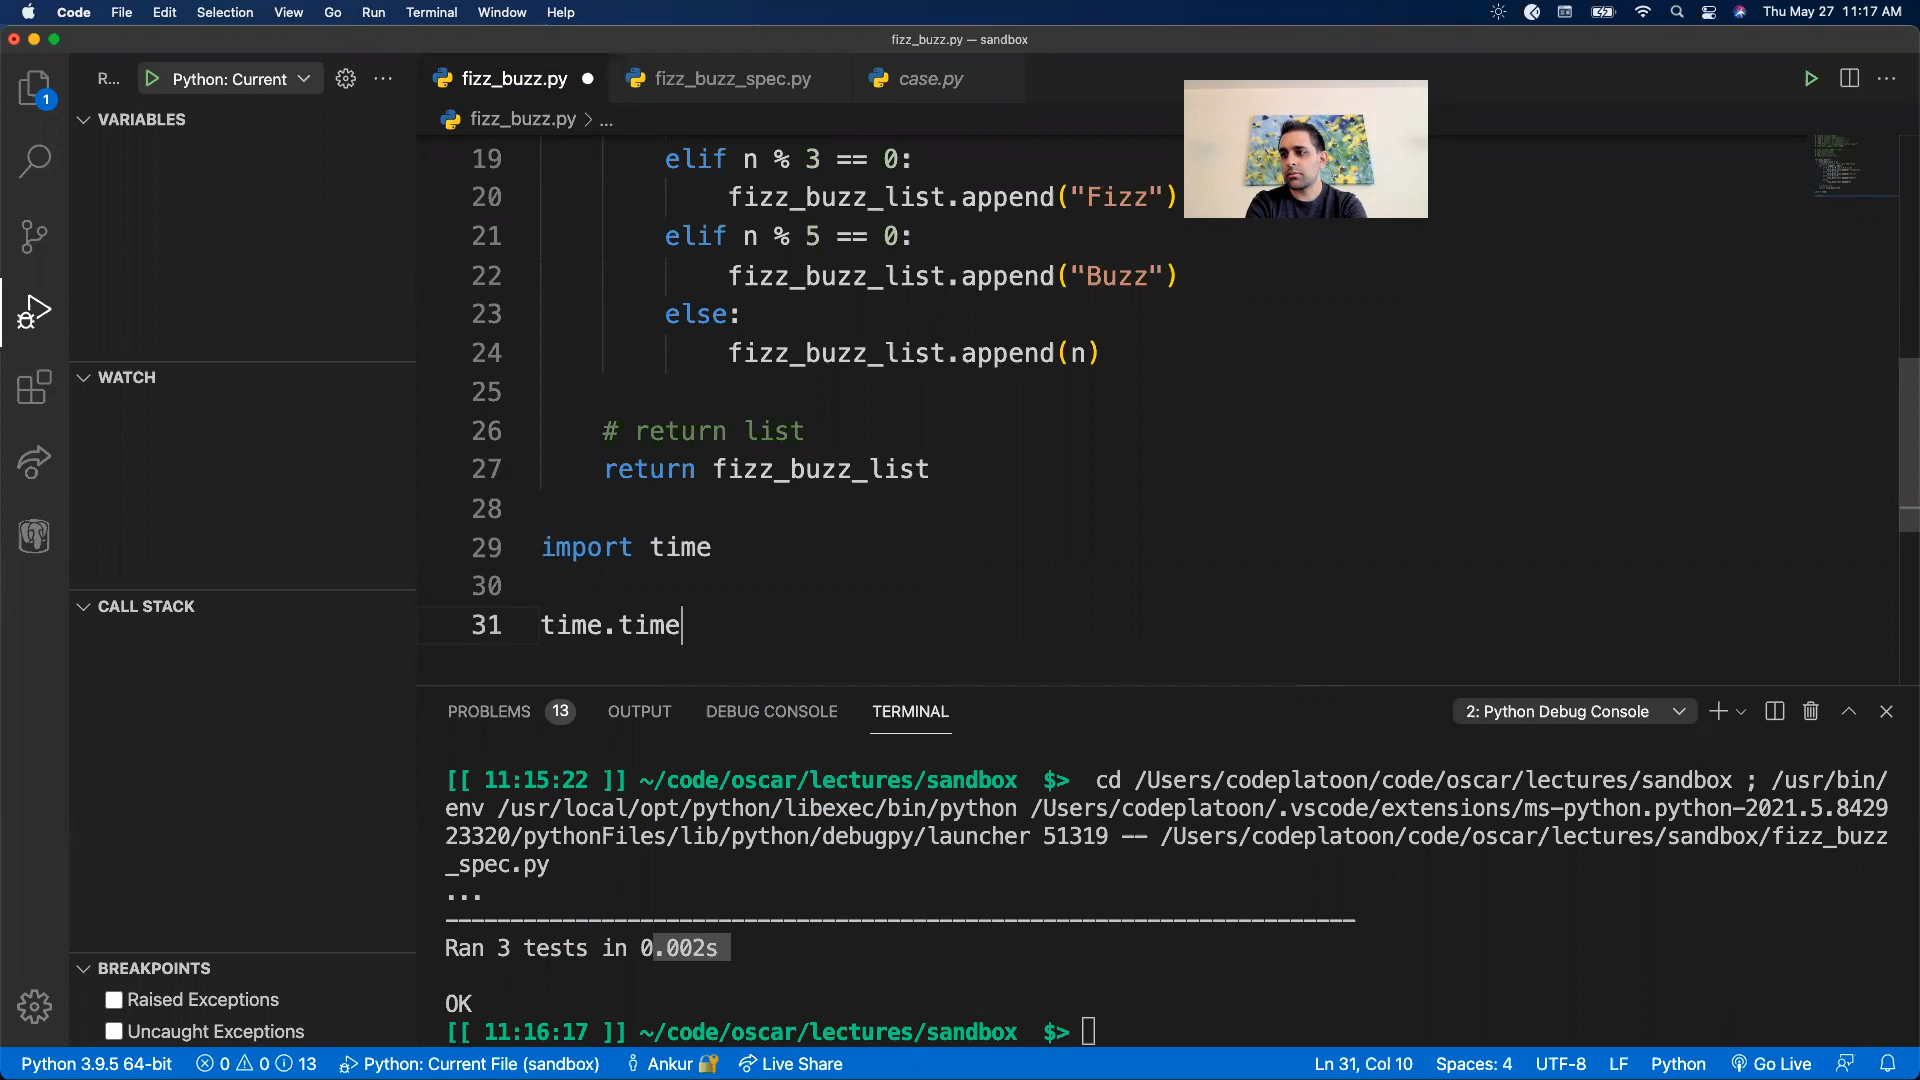 Code File Edit Selection View Go Run Terminal Window Help Thu May 27 11:17 AM
fizz_buzz.py — sandbox
1
R... Python: Current
fizz_buzz.py fizz_buzz_spec.py case.py
fizz_buzz.py > ...
VARIABLES
WATCH
CALL STACK
BREAKPOINTS
Raised Exceptions
Uncaught Exceptions
19 elif n % 3 == 0:
20 fizz_buzz_list.append("Fizz")
21 elif n % 5 == 0:
22 fizz_buzz_list.append("Buzz")
23 else:
24 fizz_buzz_list.append(n)
25
26 # return list
27 return fizz_buzz_list
28
29 import time
30
31 time.time
PROBLEMS 13 OUTPUT DEBUG CONSOLE TERMINAL 2: Python Debug Console
[[ 11:15:22 ]] ~/code/oscar/lectures/sandbox $> cd /Users/codeplatoon/code/oscar/lectures/sandbox ; /usr/bin/
env /usr/local/opt/python/libexec/bin/python /Users/codeplatoon/.vscode/extensions/ms-python.python-2021.5.8429
23320/pythonFiles/lib/python/debugpy/launcher 51319 -- /Users/codeplatoon/code/oscar/lectures/sandbox/fizz_buzz
_spec.py
...
----------------------------------------------------------------------
Ran 3 tests in 0.002s
OK
[[ 11:16:17 ]] ~/code/oscar/lectures/sandbox $>
Python 3.9.5 64-bit 0 0 13 Python: Current File (sandbox) Ankur Live Share Ln 31, Col 10 Spaces: 4 UTF-8 LF Python Go Live